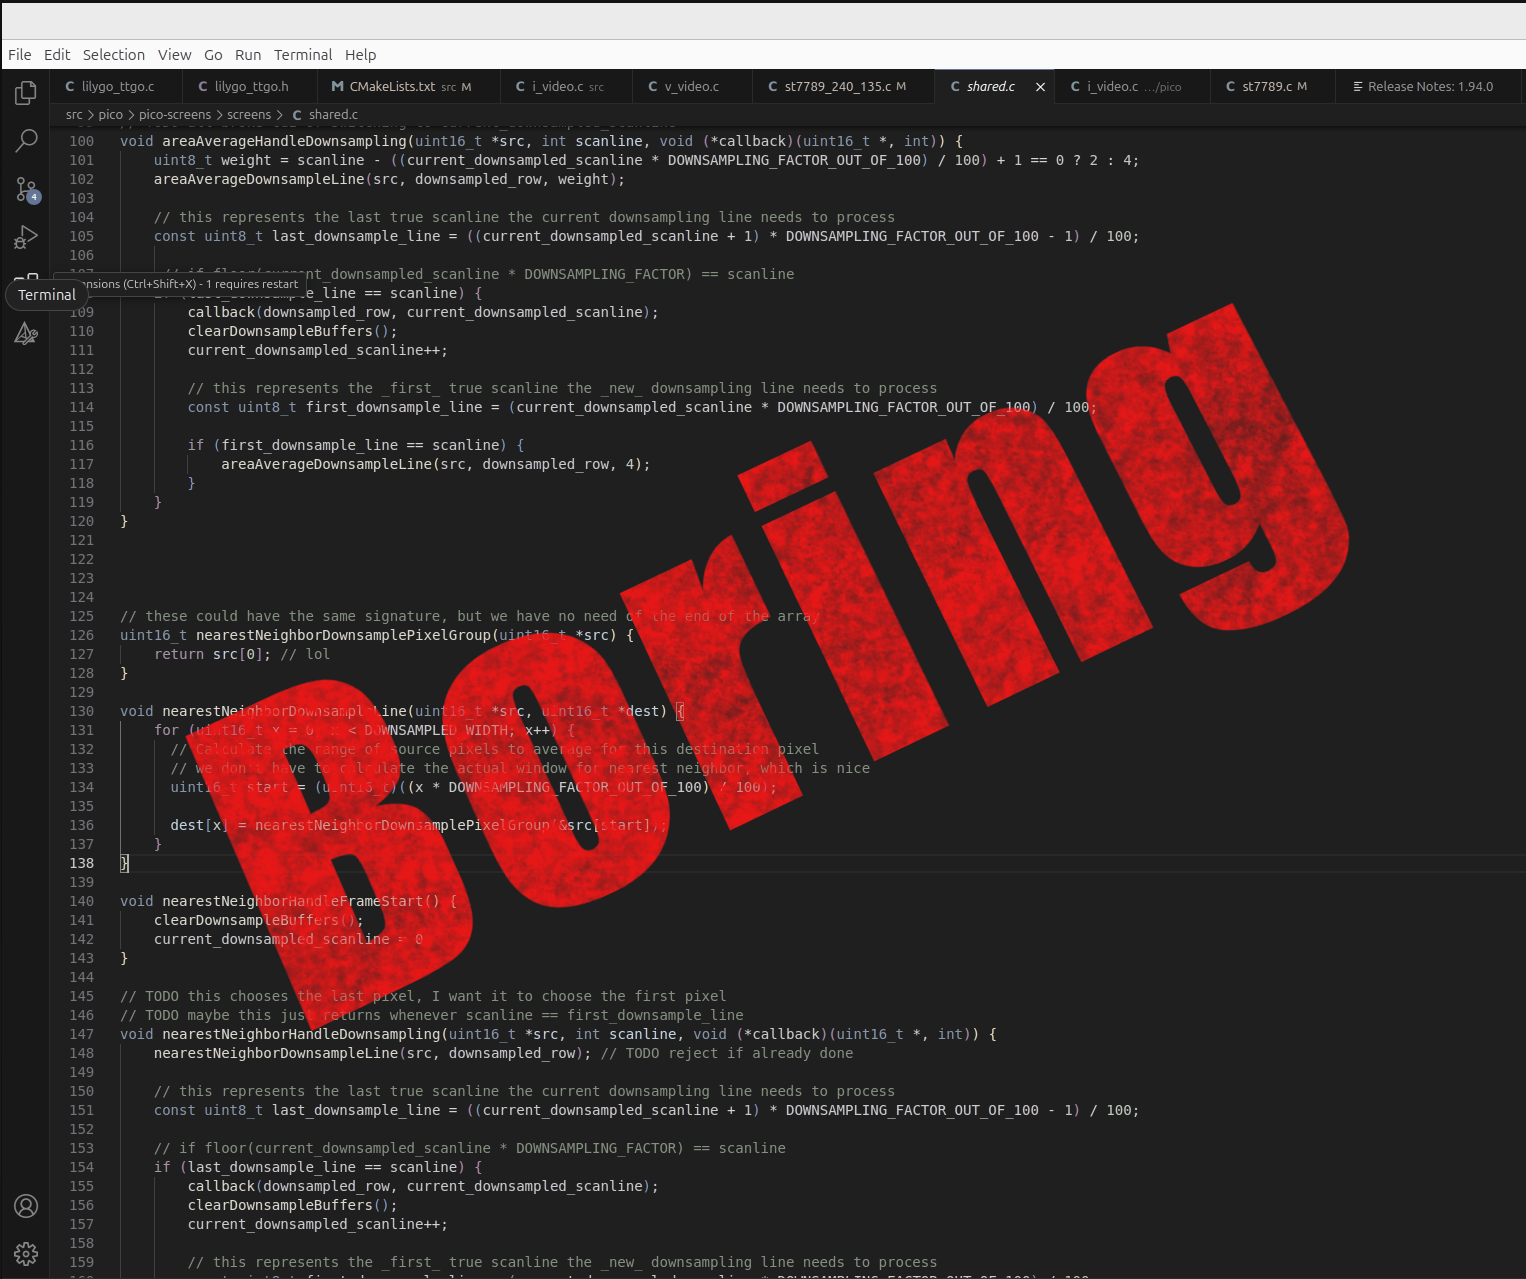 File Edit Selection View Go Run Terminal Help
C lilygo_ttgo.c C lilygo_ttgo.h M CMakeLists.txt src M C i_video.c src C v_video.c C st7789_240_135.c M C shared.c × C i_video.c .../pico C st7789.c M Release Notes: 1.94.0
src > pico > pico-screens > screens > C shared.c
100 void areaAverageHandleDownsampling(uint16_t *src, int scanline, void (*callback)(uint16_t *, int)) {
101 uint8_t weight = scanline - ((current_downsampled_scanline * DOWNSAMPLING_FACTOR_OUT_OF_100) / 100) + 1 == 0 ? 2 : 4;
102 areaAverageDownsampleLine(src, downsampled_row, weight);
103
104 // this represents the last true scanline the current downsampling line needs to process
4
105 const uint8_t last_downsample_line = ((current_downsampled_scanline + 1) * DOWNSAMPLING_FACTOR_OUT_OF_100 - 1) / 100;
106
_downsampled_scanline * DOWNSAMPLING_FACTOR) == scanline
nsions (Ctrl+Shift+X) - 1 requires restart
Terminal
_line == scanline) {
109 callback(downsampled_row, current_downsampled_scanline);
110 clearDownsampleBuffers();
111 current_downsampled_scanline++;
112
113 // this represents the _first_ true scanline the _new_ downsampling line needs to process
114 const uint8_t first_downsample_line = (current_downsampled_scanline * DOWNSAMPLING_FACTOR_OUT_OF_100) / 100;
115
116 if (first_downsample_line == scanline) {
117 areaAverageDownsampleLine(src, downsampled_row, 4);
118 }
119 }
120 }
121
122
123
124
Boring
125 // these could have the same signature, but we have no need of the end of the array
126 uint16_t nearestNeighborDownsamplePixelGroup(uint16_t *src) {
127 return src[0]; // lol
128 }
129
130 void nearestNeighborDownsampleLine(uint16_t *src, uint16_t *dest) {
131 for (uint16_t x = 0; x < DOWNSAMPLED_WIDTH; x++) {
132 // Calculate the range of source pixels to average for this destination pixel
133 // we don't have to calculate the actual window for nearest neighbor, which is nice
134 uint16_t start = (uint16_t)((x * DOWNSAMPLING_FACTOR_OUT_OF_100) / 100);
135
136 dest[x] = nearestNeighborDownsamplePixelGroup(&src[start]);
137 }
138 }
139
140 void nearestNeighborHandleFrameStart() {
141 clearDownsampleBuffers();
142 current_downsampled_scanline = 0
143 }
144
145 // TODO this chooses the last pixel, I want it to choose the first pixel
146 // TODO maybe this just returns whenever scanline == first_downsample_line
147 void nearestNeighborHandleDownsampling(uint16_t *src, int scanline, void (*callback)(uint16_t *, int)) {
148 nearestNeighborDownsampleLine(src, downsampled_row); // TODO reject if already done
149
150 // this represents the last true scanline the current downsampling line needs to process
151 const uint8_t last_downsample_line = ((current_downsampled_scanline + 1) * DOWNSAMPLING_FACTOR_OUT_OF_100 - 1) / 100;
152
153 // if floor(current_downsampled_scanline * DOWNSAMPLING_FACTOR) == scanline
154 if (last_downsample_line == scanline) {
155 callback(downsampled_row, current_downsampled_scanline);
156 clearDownsampleBuffers();
157 current_downsampled_scanline++;
158
159 // this represents the _first_ true scanline the _new_ downsampling line needs to process